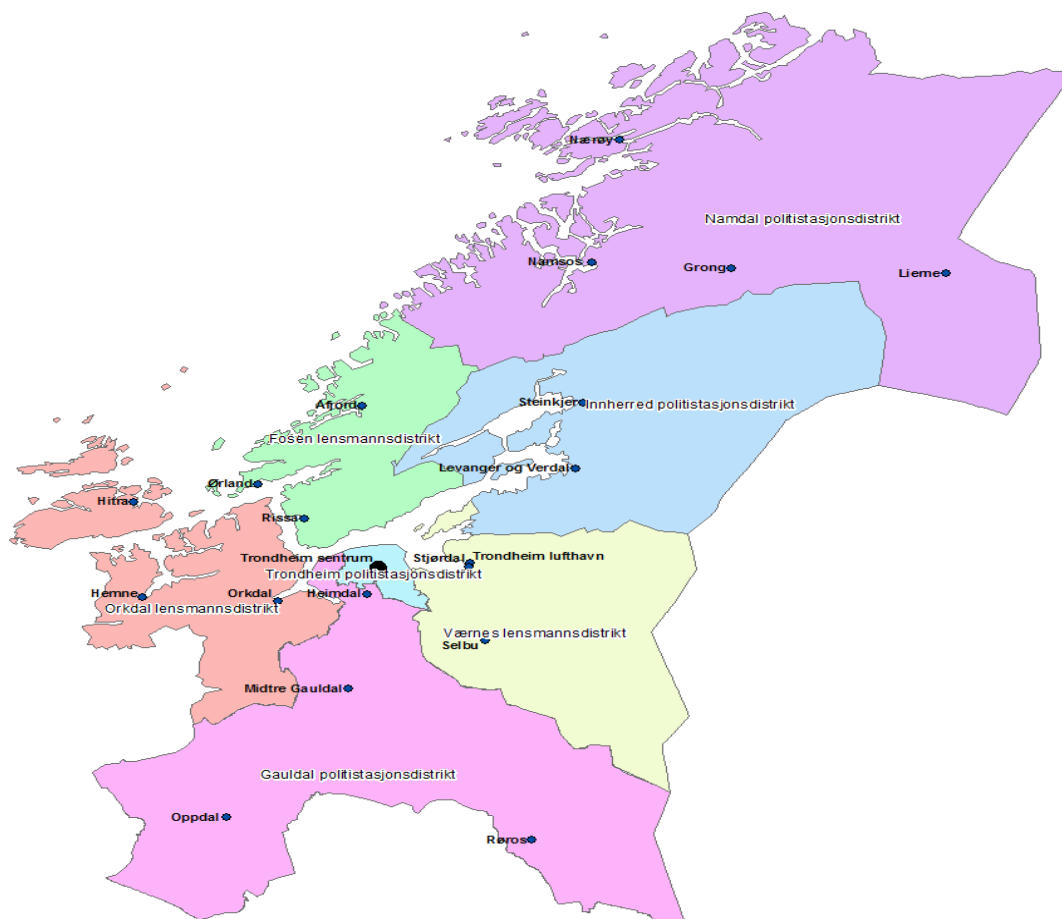 Nærøy
Namdal politistasjonsdistrikt
Namsos
Grong
Lierne
Steinkjer
Innherred politistasjonsdistrikt
Åfjord
Fosen lensmannsdistrikt
Levanger og Verdal
Ørland
Hitra
Rissa
Trondheim sentrum
Stjørdal
Trondheim lufthavn
Trondheim politistasjonsdistrikt
Hemne
Orkdal
Heimdal
Orkdal lensmannsdistrikt
Værnes lensmannsdistrikt
Selbu
Midtre Gauldal
Gauldal politistasjonsdistrikt
Oppdal
Røros